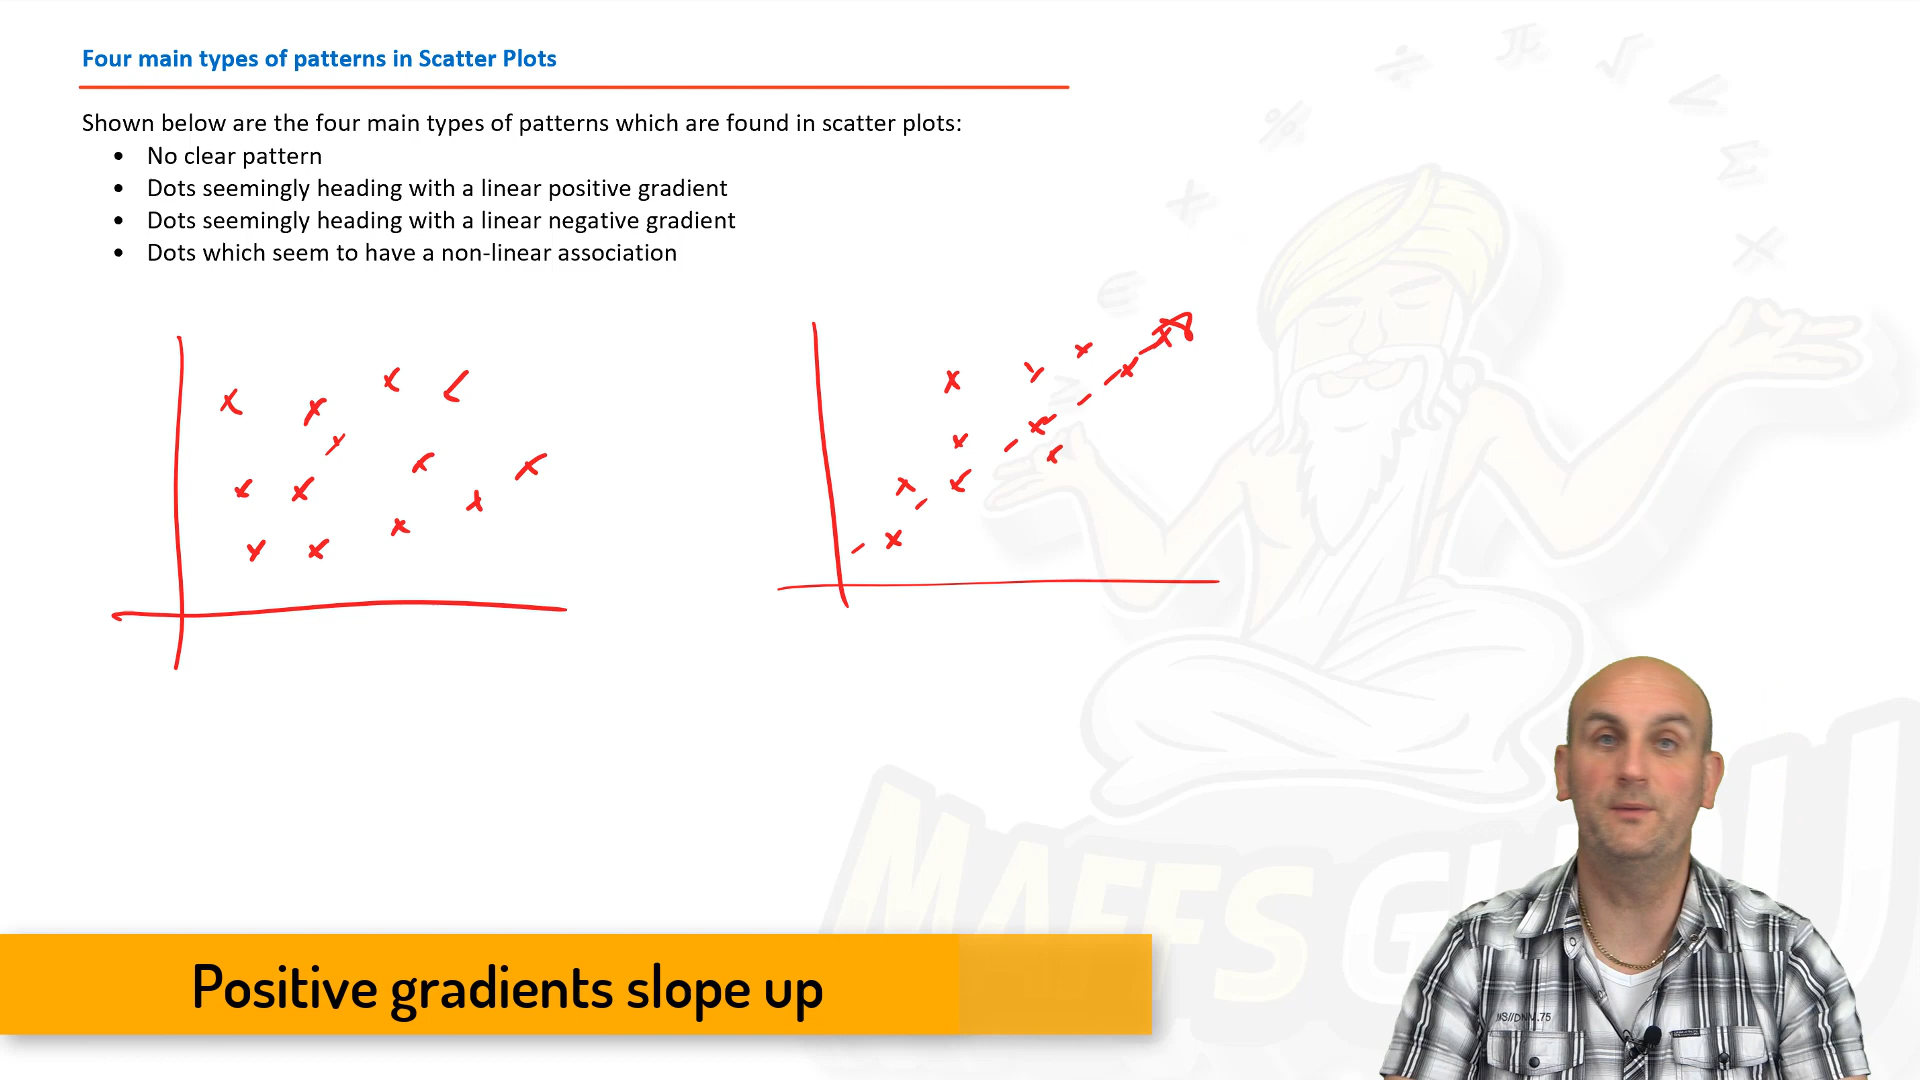 Four main types of patterns in Scatter Plots
Shown below are the four main types of patterns which are found in scatter plots:
• No clear pattern
• Dots seemingly heading with a linear positive gradient
• Dots seemingly heading with a linear negative gradient
• Dots which seem to have a non-linear association
MAFFS GURU
Positive gradients slope up